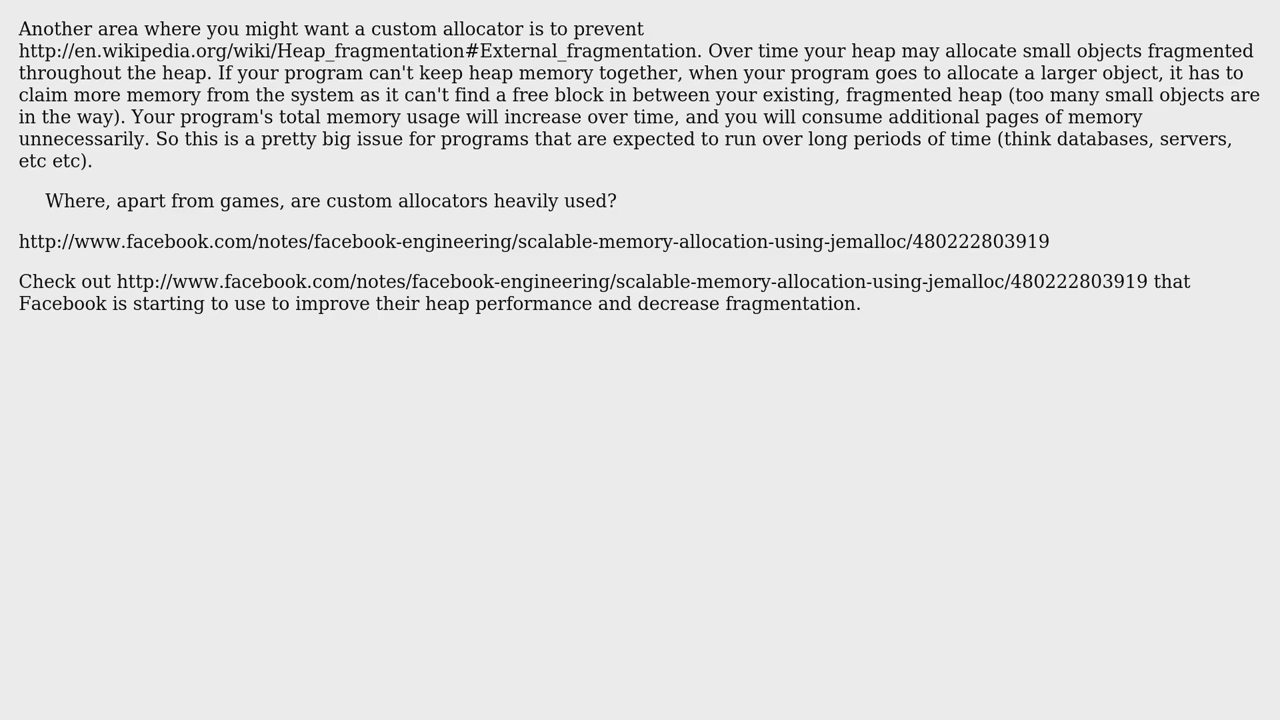 Another area where you might want a custom allocator is to prevent
http://en.wikipedia.org/wiki/Heap_fragmentation#External_fragmentation. Over time your heap may allocate small objects fragmented
throughout the heap. If your program can't keep heap memory together, when your program goes to allocate a larger object, it has to
claim more memory from the system as it can't find a free block in between your existing, fragmented heap (too many small objects are
in the way). Your program's total memory usage will increase over time, and you will consume additional pages of memory
unnecessarily. So this is a pretty big issue for programs that are expected to run over long periods of time (think databases, servers,
etc etc).
Where, apart from games, are custom allocators heavily used?
http://www.facebook.com/notes/facebook-engineering/scalable-memory-allocation-using-jemalloc/480222803919
Check out http://www.facebook.com/notes/facebook-engineering/scalable-memory-allocation-using-jemalloc/480222803919 that
Facebook is starting to use to improve their heap performance and decrease fragmentation.